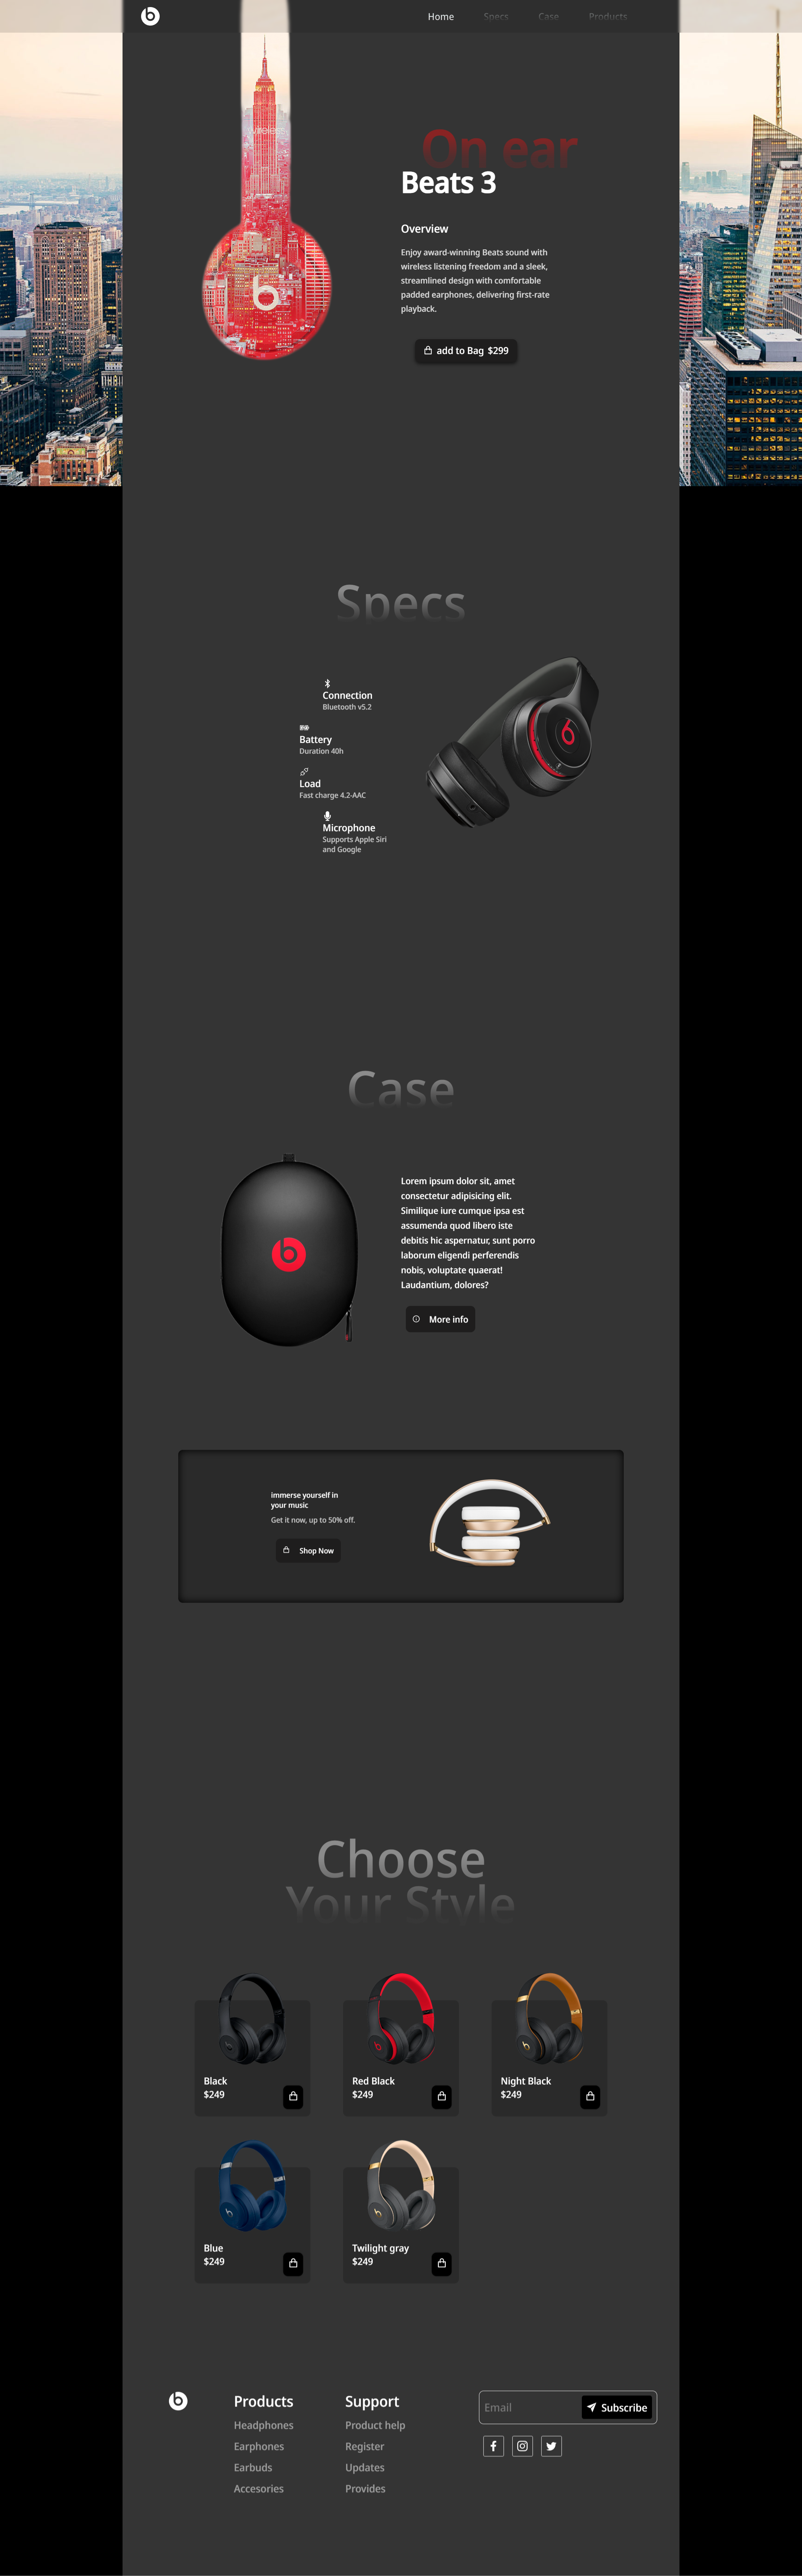 Home Specs Case Products
wireless
On ear
Beats 3
Overview
Enjoy award-winning Beats sound with
wireless listening freedom and a sleek,
streamlined design with comfortable
padded earphones, delivering first-rate
playback.
add to Bag $299
Specs
Connection
Bluetooth v5.2
Battery
Duration 40h
Load
Fast charge 4.2-AAC
Microphone
Supports Apple Siri
and Google
Case
Lorem ipsum dolor sit, amet
consectetur adipisicing elit.
Similique iure cumque ipsa est
assumenda quod libero iste
debitis hic aspernatur, sunt porro
laborum eligendi perferendis
nobis, voluptate quaerat!
Laudantium, dolores?
More info
immerse yourself in
your music
Get it now, up to 50% off.
Shop Now
Choose
Your Style
Black
$249
Red Black
$249
Night Black
$249
Blue
$249
Twilight gray
$249
Products
Headphones
Earphones
Earbuds
Accesories
Support
Product help
Register
Updates
Provides
Email
Subscribe